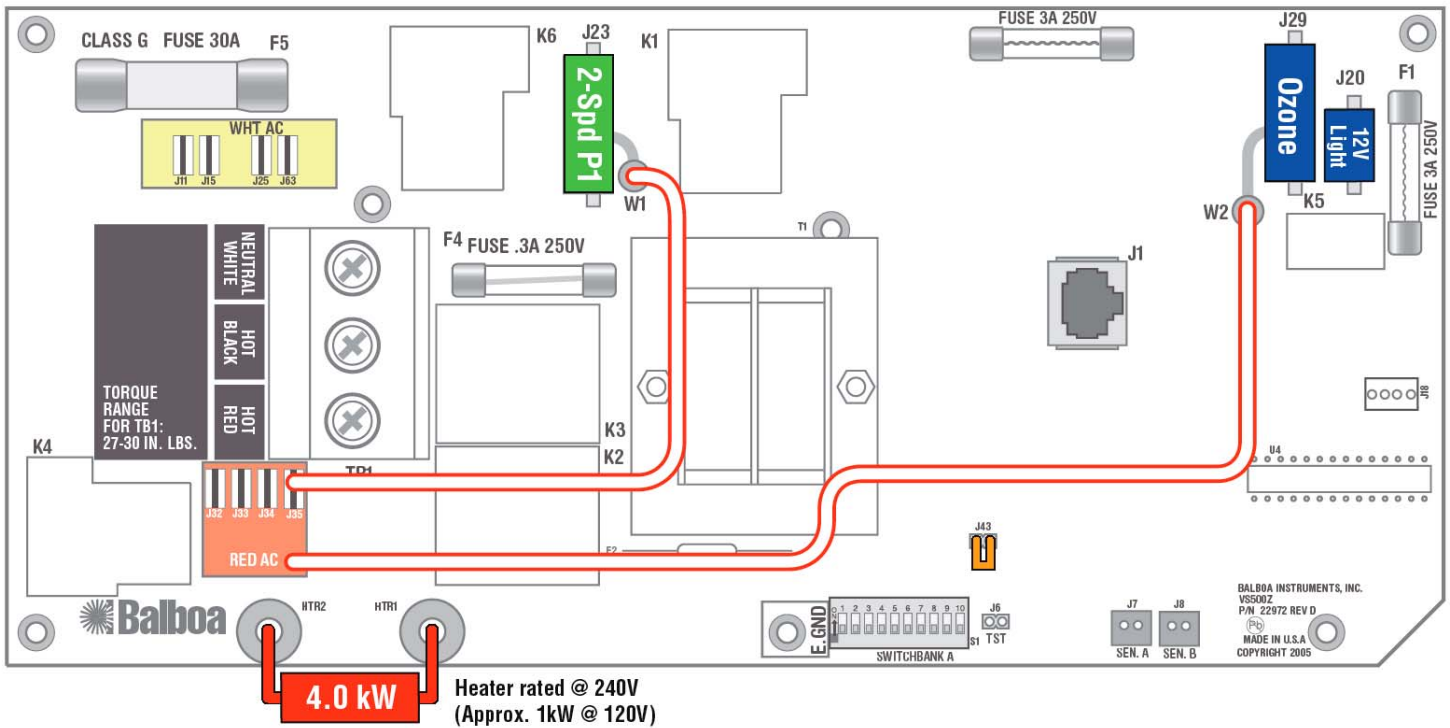 CLASS G FUSE 30A F5
K6
J23
K1
FUSE 3A 250V
J29
J20
F1
2-Spd P1
Ozone
12V
Light
FUSE 3A 250V
WHT AC
J11 J15 J25 J63
W1
W2
K5
T1
NEUTRAL
WHITE
F4 FUSE .3A 250V
J1
HOT
BLACK
TORQUE
RANGE
FOR TB1:
27-30 IN. LBS.
HOT
RED
J18
K3
K4
K2
TB1
U4
J32 J33 J34 J35
RED AC
F2
J43
Balboa
HTR2
HTR1
E.GND
1 2 3 4 5 6 7 8 9 10
S1
SWITCHBANK A
J6
TST
J7
SEN. A
J8
SEN. B
BALBOA INSTRUMENTS, INC.
VS500Z
P/N 22972 REV D
Pb
MADE IN U.S.A
COPYRIGHT 2005
4.0 kW
Heater rated @ 240V
(Approx. 1kW @ 120V)